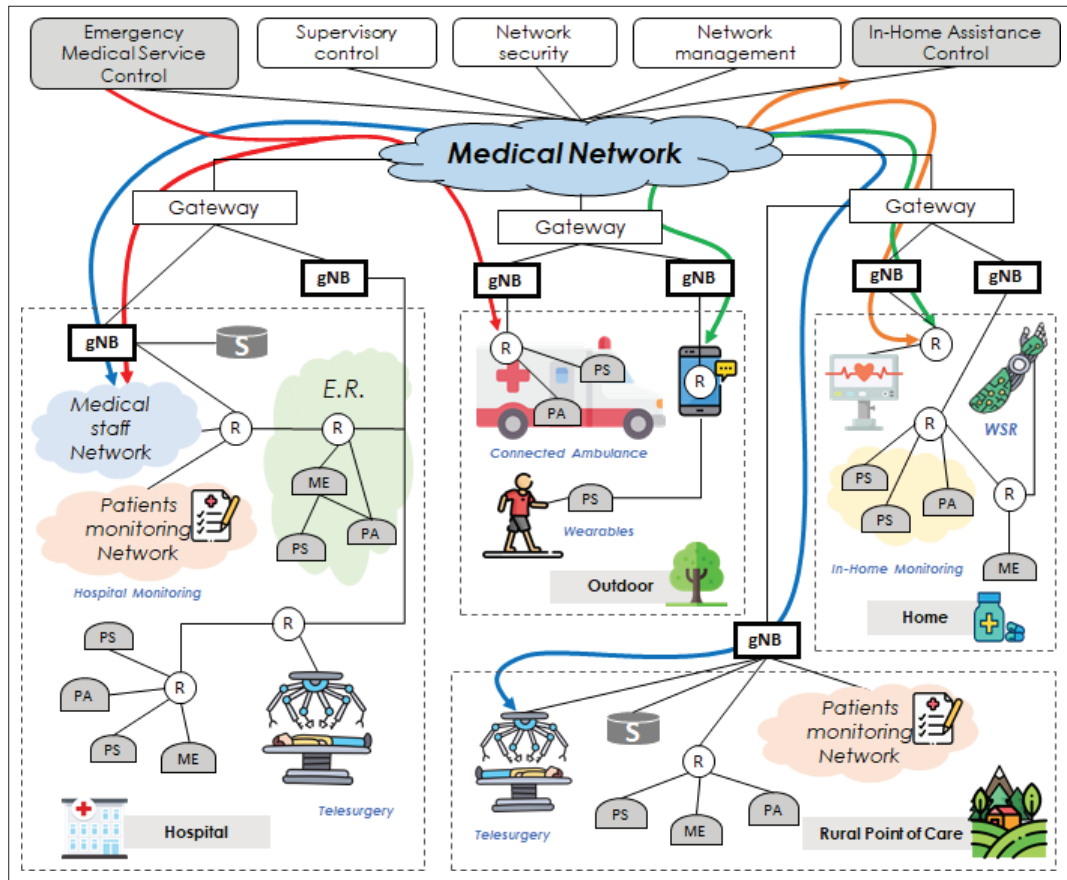 Emergency
Medical Service
Control
Supervisory
control
Network
security
Network
management
In-Home Assistance
Control
Medical Network
Gateway
Gateway
Gateway
gNB
gNB
gNB
gNB
gNB
gNB
S
Medical
staff
Network
R
E.R.
R
ME
PS
PA
Patients
monitoring
Network
Hospital Monitoring
R
PS
PA
R
PS
ME
Telesurgery
Hospital
R
PS
PA
Connected Ambulance
R
PS
Wearables
Outdoor
R
WSR
R
PS
PS
PA
R
ME
In-Home Monitoring
Home
gNB
S
Patients
monitoring
Network
R
PS
ME
PA
Telesurgery
Rural Point of Care